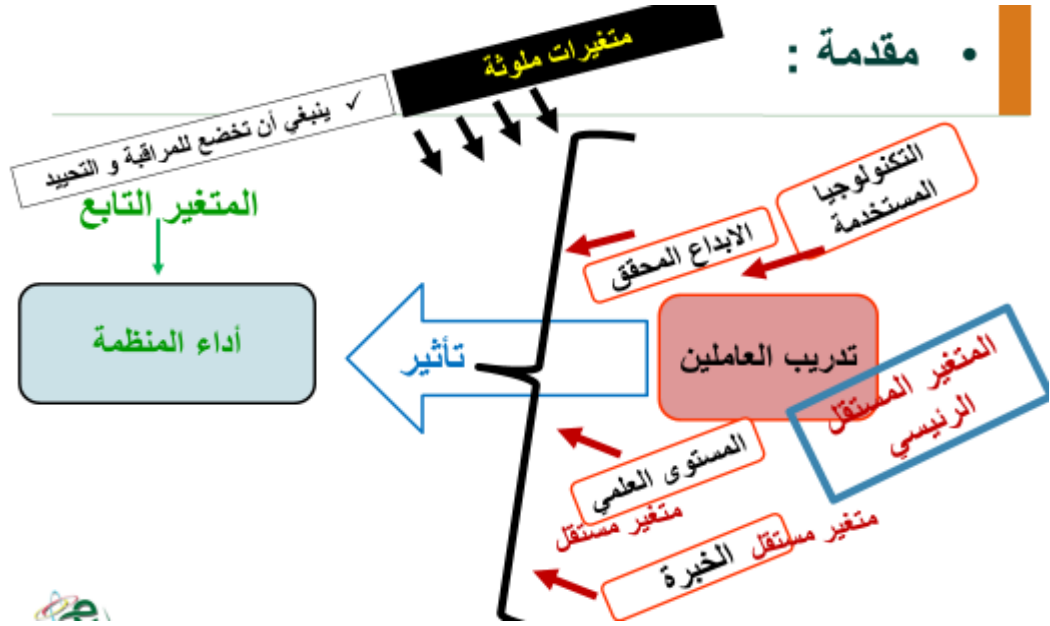 • مقدمة :
متغيرات ملوثة
✓ ينبغي أن تخضع للمراقبة و التحييد
المتغير التابع
التكنولوجيا
المستخدمة
الابداع المحقق
أداء المنظمة
تأثير
تدريب العاملين
المتغير المستقل
الرئيسي
المستوى العلمي
متغير مستقل
الخبرة
متغير مستقل